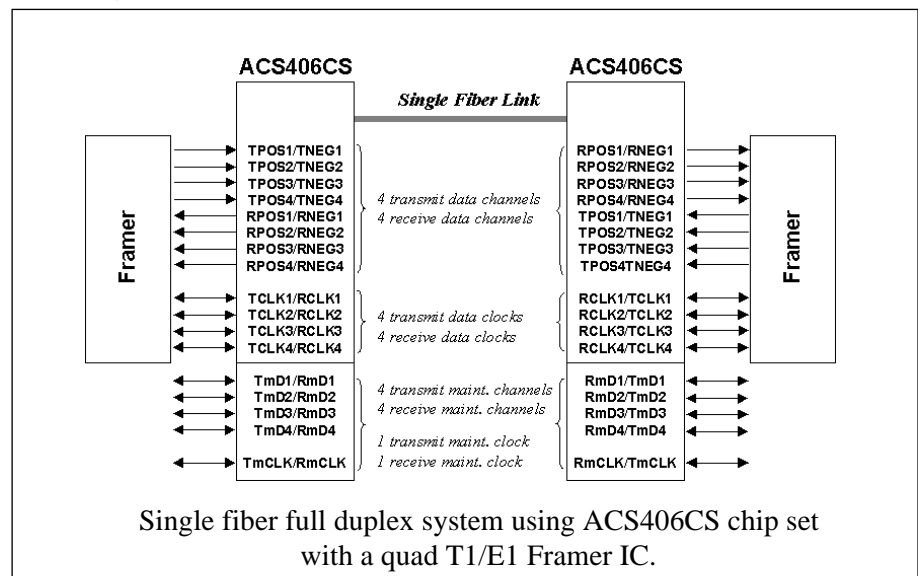 ACS406CS
ACS406CS
Single Fiber Link
Framer
TPOS1/TNEG1
TPOS2/TNEG2
TPOS3/TNEG3
TPOS4/TNEG4
RPOS1/RNEG1
RPOS2/RNEG2
RPOS3/RNEG3
RPOS4/RNEG4
TCLK1/RCLK1
TCLK2/RCLK2
TCLK3/RCLK3
TCLK4/RCLK4
TmD1/RmD1
TmD2/RmD2
TmD3/RmD3
TmD4/RmD4
TmCLK/RmCLK
4 transmit data channels
4 receive data channels
4 transmit data clocks
4 receive data clocks
4 transmit maint. channels
4 receive maint. channels
1 transmit maint. clock
1 receive maint. clock
RPOS1/RNEG1
RPOS2/RNEG2
RPOS3/RNEG3
RPOS4/RNEG4
TPOS1/TNEG1
TPOS2/TNEG2
TPOS3/TNEG3
TPOS4TNEG4
RCLK1/TCLK1
RCLK2/TCLK2
RCLK3/TCLK3
RCLK4/TCLK4
RmD1/TmD1
RmD2/TmD2
RmD3/TmD3
RmD4/TmD4
RmCLK/TmCLK
Framer
Single fiber full duplex system using ACS406CS chip set
with a quad T1/E1 Framer IC.